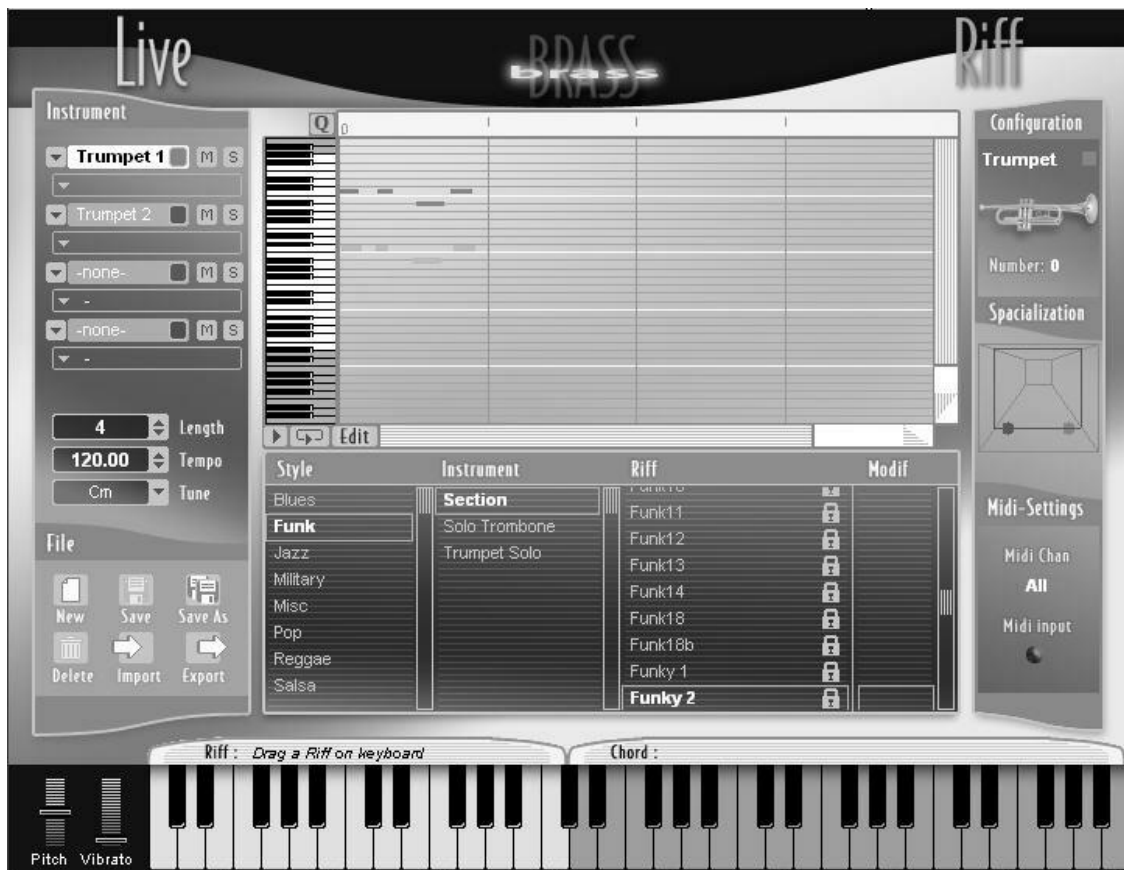 Live
BRASS
brass
Riff
Instrument
Trumpet 1 M S
Trumpet 2 M S
-none- M S
-
-none- M S
-
4 Length
120.00 Tempo
Cm Tune
File
New Save Save As
Delete Import Export
Q 0
Edit
Style Instrument Riff Modif
Blues Section Funk10
Funk Solo Trombone Funk11
Jazz Trumpet Solo Funk12
Military Funk13
Misc Funk14
Pop Funk18
Reggae Funk18b
Salsa Funky 1
Funky 2
Configuration
Trumpet
Number: 0
Spacialization
Midi-Settings
Midi Chan
All
Midi input
Riff : Drag a Riff on keyboard Chord :
Pitch Vibrato